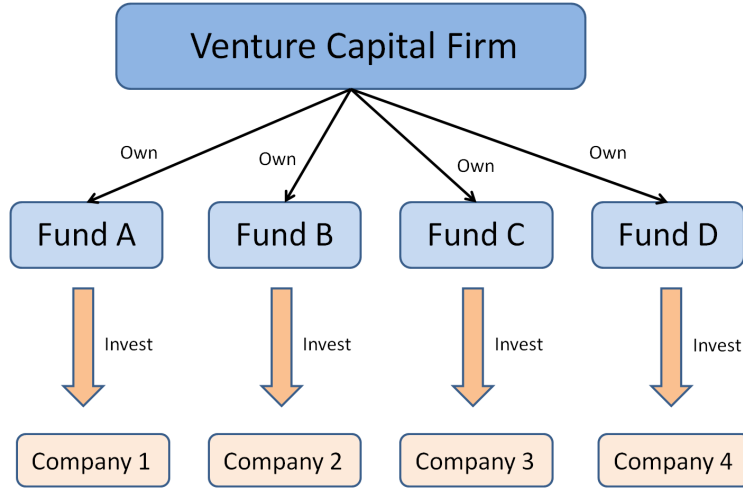 Venture Capital Firm
Own
Own
Own
Own
Fund A
Fund B
Fund C
Fund D
Invest
Invest
Invest
Invest
Company 1
Company 2
Company 3
Company 4